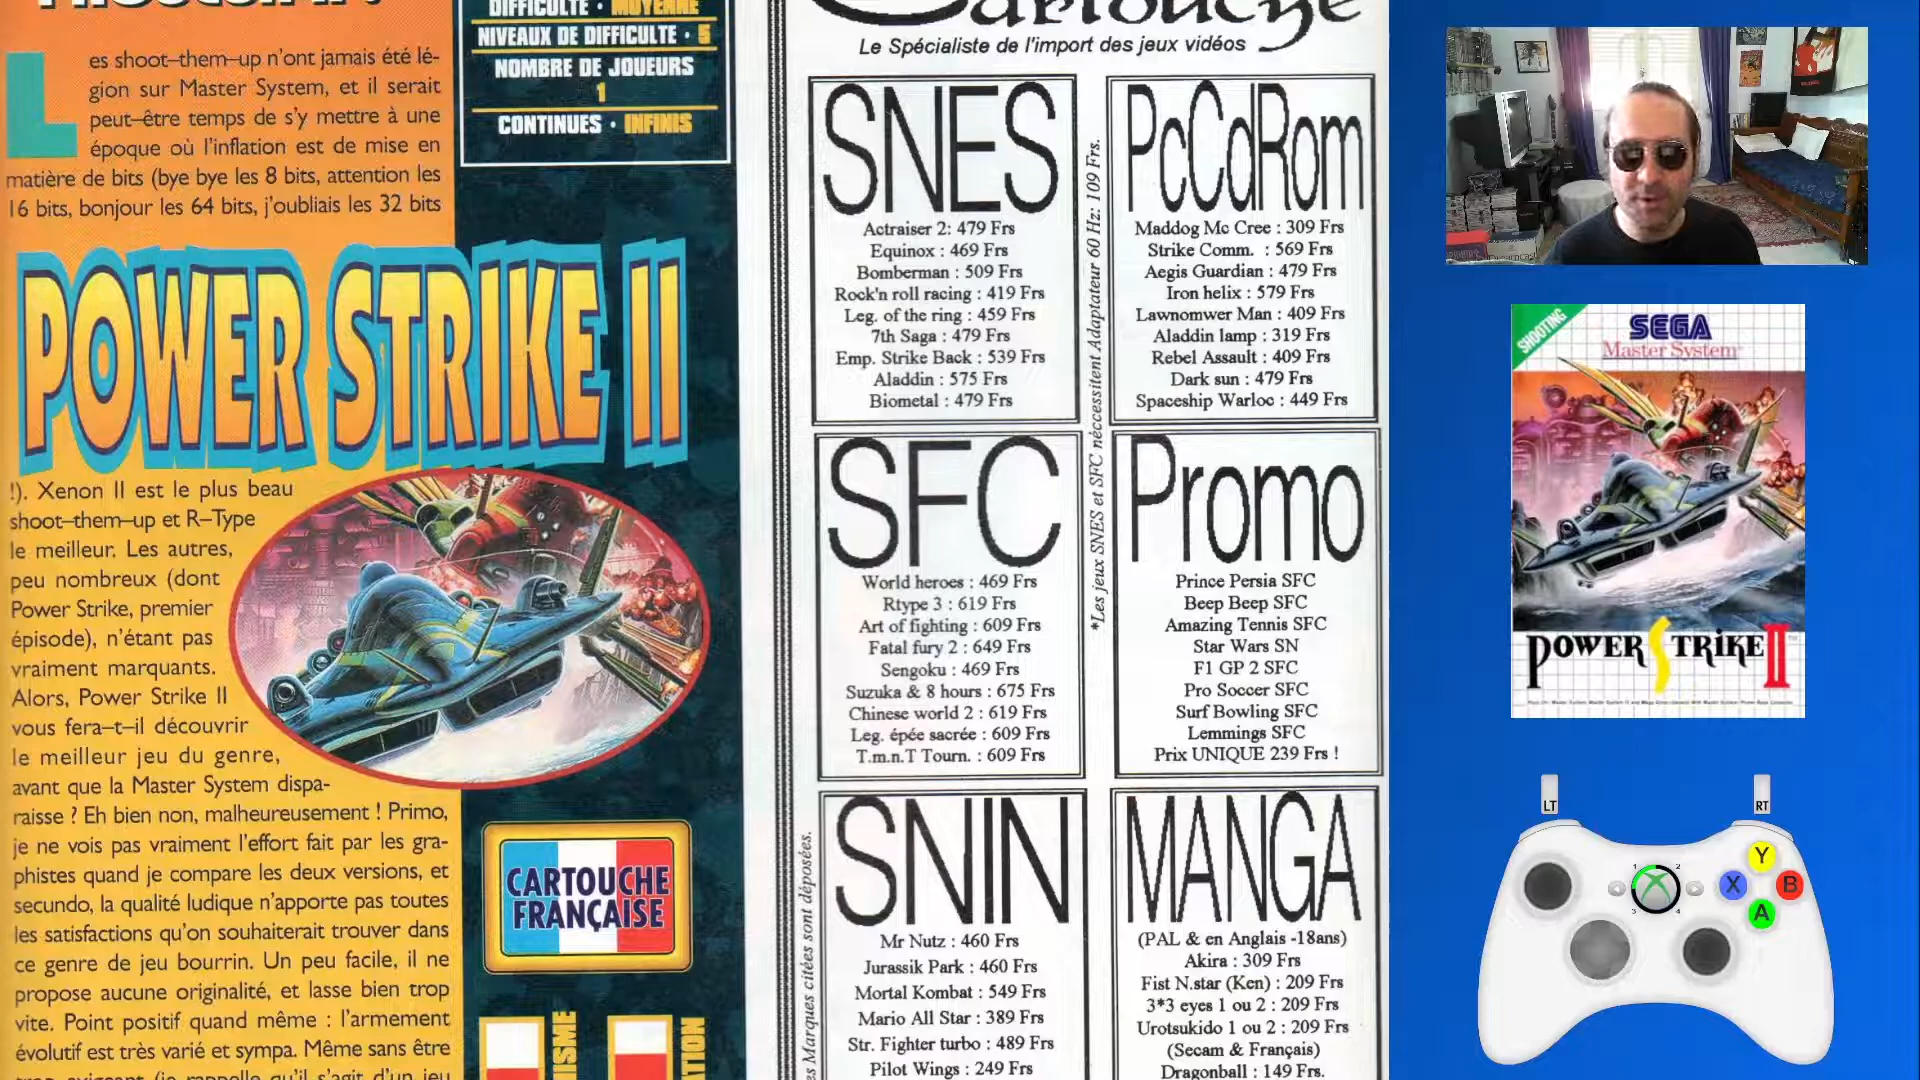 es shoot-them-up n'ont jamais été lé-
gion sur Master System, et il serait
peut-être temps de s'y mettre à une
époque où l'inflation est de mise en
matière de bits (bye bye les 8 bits, attention les
16 bits, bonjour les 64 bits, j'oubliais les 32 bits
POWER STRIKE II
!). Xenon II est le plus beau
shoot-them-up et R-Type
le meilleur. Les autres,
peu nombreux (dont
Power Strike, premier
épisode), n'étant pas
vraiment marquants.
Alors, Power Strike II
vous fera-t-il découvrir
le meilleur jeu du genre,
avant que la Master System dispa-
raisse ? Eh bien non, malheureusement ! Primo,
je ne vois pas vraiment l'effort fait par les gra-
phistes quand je compare les deux versions, et
secundo, la qualité ludique n'apporte pas toutes
les satisfactions qu'on souhaiterait trouver dans
ce genre de jeu bourrin. Un peu facile, il ne
propose aucune originalité, et lasse bien trop
vite. Point positif quand même : l'armement
évolutif est très varié et sympa. Même sans être
DIFFICULTE · MOYENNE
NIVEAUX DE DIFFICULTE · 5
NOMBRE DE JOUEURS
1
CONTINUES · INFINIS
CARTOUCHE
FRANÇAISE
Cartouche
Le Spécialiste de l'import des jeux vidéos
SNES
Actraiser 2: 479 Frs
Equinox : 469 Frs
Bomberman : 509 Frs
Rock'n roll racing : 419 Frs
Leg. of the ring : 459 Frs
7th Saga : 479 Frs
Emp. Strike Back : 539 Frs
Aladdin : 575 Frs
Biometal : 479 Frs
*Les jeux SNES et SFC nécessitent Adaptateur 60 Hz: 109 Frs.
PcCdRom
Maddog Mc Cree : 309 Frs
Strike Comm. : 569 Frs
Aegis Guardian : 479 Frs
Iron helix : 579 Frs
Lawnomwer Man : 409 Frs
Aladdin lamp : 319 Frs
Rebel Assault : 409 Frs
Dark sun : 479 Frs
Spaceship Warloc : 449 Frs
SFC
World heroes : 469 Frs
Rtype 3 : 619 Frs
Art of fighting : 609 Frs
Fatal fury 2 : 649 Frs
Sengoku : 469 Frs
Suzuka & 8 hours : 675 Frs
Chinese world 2 : 619 Frs
Leg. épée sacrée : 609 Frs
T.m.n.T Tourn. : 609 Frs
Promo
Prince Persia SFC
Beep Beep SFC
Amazing Tennis SFC
Star Wars SN
F1 GP 2 SFC
Pro Soccer SFC
Surf Bowling SFC
Lemmings SFC
Prix UNIQUE 239 Frs !
SNIN
Mr Nutz : 460 Frs
Jurassik Park : 460 Frs
Mortal Kombat : 549 Frs
Mario All Star : 389 Frs
Str. Fighter turbo : 489 Frs
Pilot Wings : 249 Frs
Marques citées sont déposées.
MANGA
(PAL & en Anglais -18ans)
Akira : 309 Frs
Fist N.star (Ken) : 209 Frs
3*3 eyes 1 ou 2 : 209 Frs
Urotsukido 1 ou 2 : 209 Frs
(Secam & Français)
Dragonball : 149 Frs.
SHOOTING
SEGA
Master System
POWER STRIKE II
LT
RT
1
2
3
4
Y
X
B
A